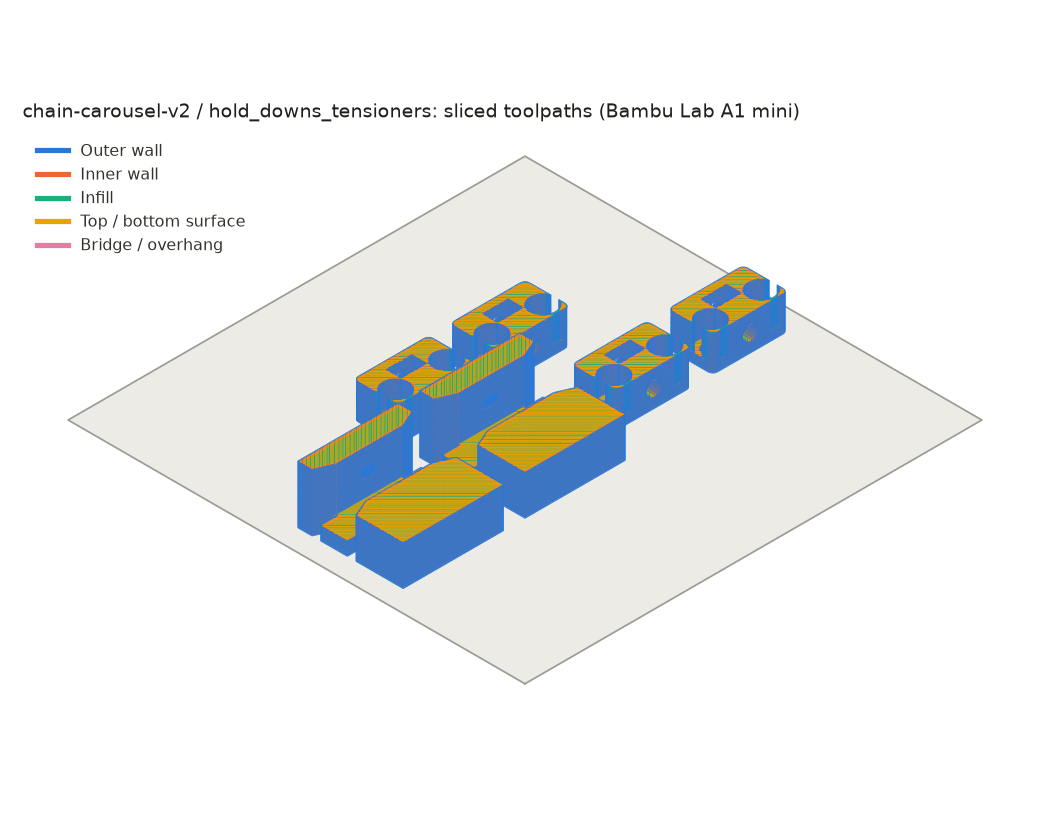 chain-carousel-v2 / hold_downs_tensioners: sliced toolpaths (Bambu Lab A1 mini)
Outer wall
Inner wall
Infill
Top / bottom surface
Bridge / overhang